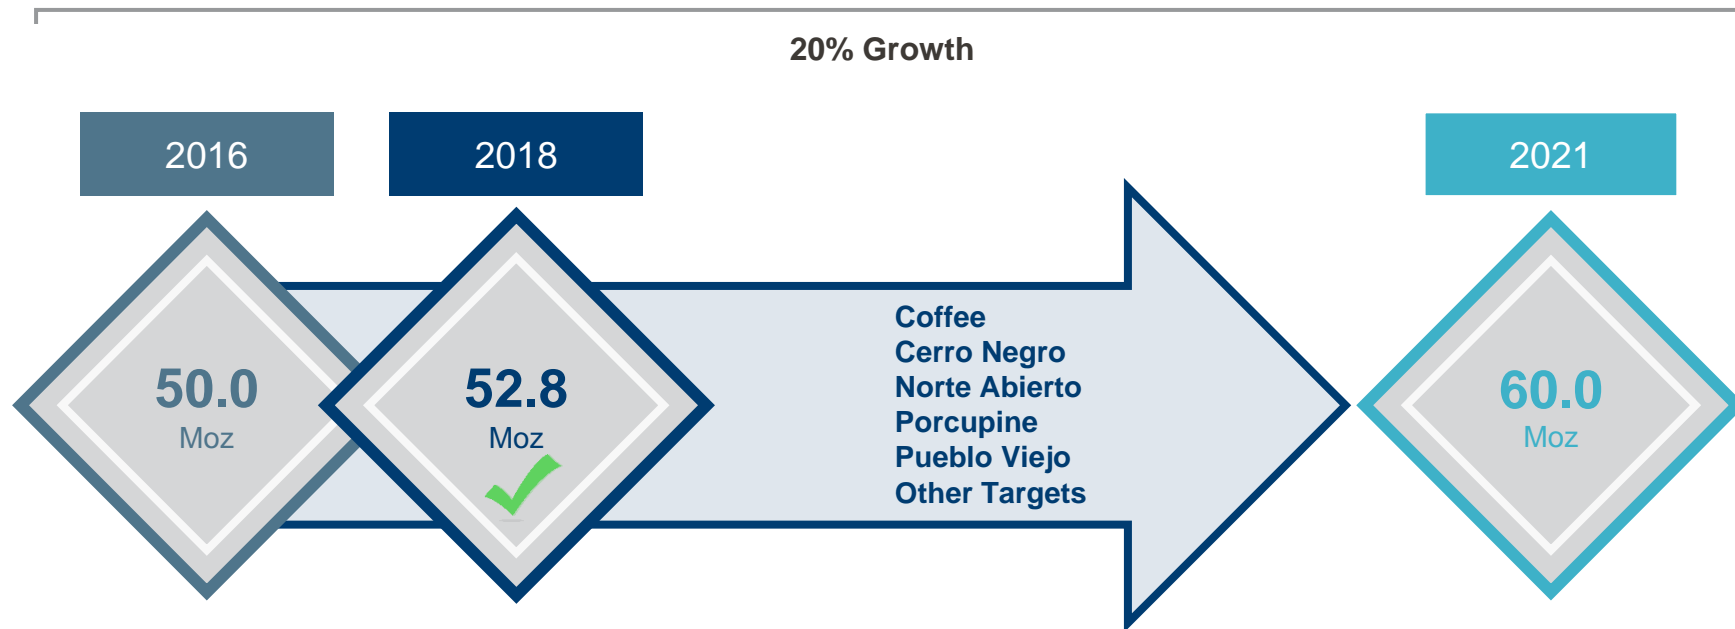 20% Growth
2016
2018
2021
50.0
Moz
52.8
Moz
Coffee
Cerro Negro
Norte Abierto
Porcupine
Pueblo Viejo
Other Targets
60.0
Moz